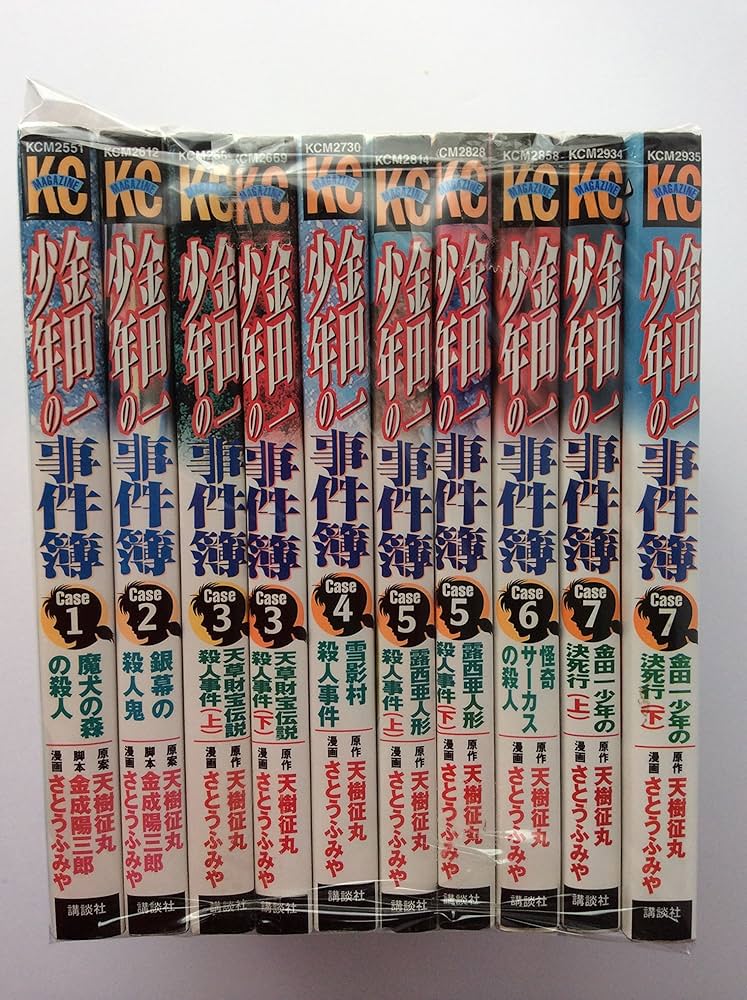 KCM2551
KC
MAGAZINE
金田一
少年の
事件簿
Case
1
魔犬の森
の殺人
原案 天樹征丸
脚本 金成陽三郎
漫画 さとうふみや
講談社
KCM2612
KC
MAGAZINE
金田一
少年の
事件簿
Case
2
銀幕の
殺人鬼
原案 天樹征丸
脚本 金成陽三郎
漫画 さとうふみや
講談社
KC
MAGAZINE
金田一
少年の
事件簿
Case
3
天草財宝伝説
殺人事件(上)
原作 天樹征丸
漫画 さとうふみや
講談社
CM2669
KC
MAGAZINE
金田一
少年の
事件簿
Case
3
天草財宝伝説
殺人事件(下)
原作 天樹征丸
漫画 さとうふみや
講談社
KCM2730
KC
MAGAZINE
金田一
少年の
事件簿
Case
4
雪影村
殺人事件
原作 天樹征丸
漫画 さとうふみや
講談社
KCM2814
KC
MAGAZINE
金田一
少年の
事件簿
Case
5
露西亜人形
殺人事件(上)
原作 天樹征丸
漫画 さとうふみや
講談社
CM2828
KC
MAGAZINE
金田一
少年の
事件簿
Case
5
露西亜人形
殺人事件(下)
原作 天樹征丸
漫画 さとうふみや
講談社
KCM2858
KC
MAGAZINE
金田一
少年の
事件簿
Case
6
怪奇
サーカス
の殺人
原作 天樹征丸
漫画 さとうふみや
講談社
KCM2934
KC
MAGAZINE
金田一
少年の
事件簿
Case
7
金田一少年の
決死行(上)
原作 天樹征丸
漫画 さとうふみや
講談社
KCM2935
KC
MAGAZINE
金田一
少年の
事件簿
Case
7
金田一少年の
決死行(下)
原作 天樹征丸
漫画 さとうふみや
講談社